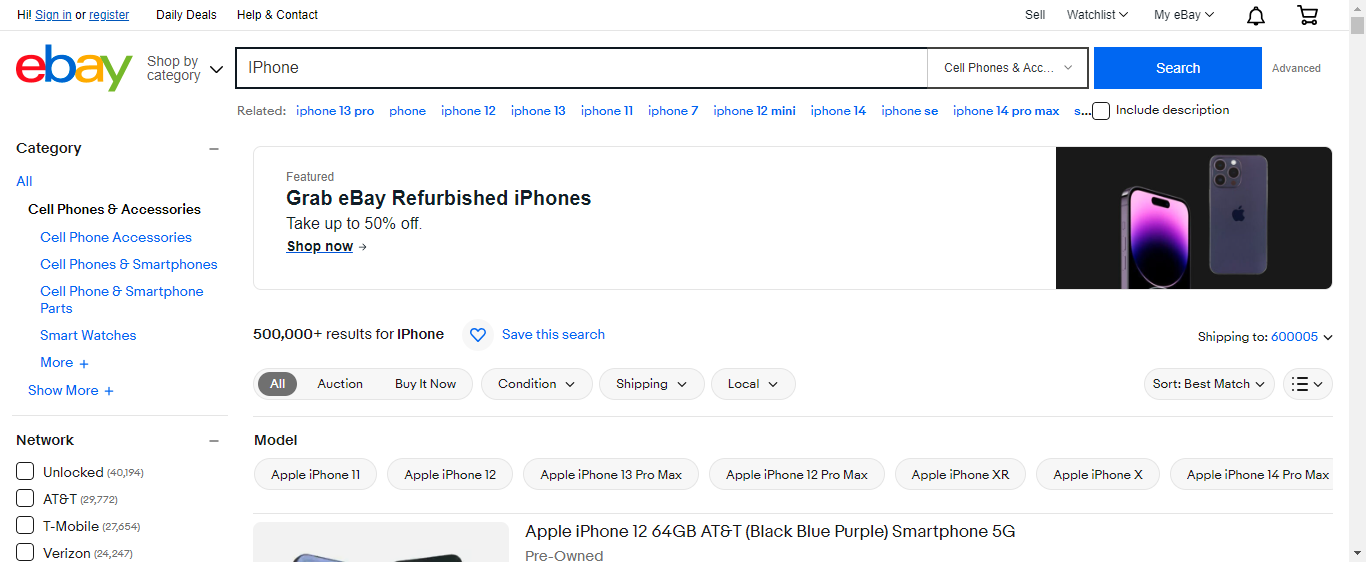 Hi! Sign in or register Daily Deals Help & Contact Sell Watchlist My eBay
ebay Shop by category IPhone Cell Phones & Acc... Search Advanced
Related: iphone 13 pro phone iphone 12 iphone 13 iphone 11 iphone 7 iphone 12 mini iphone 14 iphone se iphone 14 pro max s... Include description
Category
All
Cell Phones & Accessories
Cell Phone Accessories
Cell Phones & Smartphones
Cell Phone & Smartphone
Parts
Smart Watches
More +
Show More +
Network
Unlocked (40,194)
AT&T (29,772)
T-Mobile (27,654)
Verizon (24,247)
Featured
Grab eBay Refurbished iPhones
Take up to 50% off.
Shop now →
500,000+ results for IPhone Save this search Shipping to: 600005
All Auction Buy It Now Condition Shipping Local Sort: Best Match
Model
Apple iPhone 11 Apple iPhone 12 Apple iPhone 13 Pro Max Apple iPhone 12 Pro Max Apple iPhone XR Apple iPhone X Apple iPhone 14 Pro Max
Apple iPhone 12 64GB AT&T (Black Blue Purple) Smartphone 5G
Pre-Owned